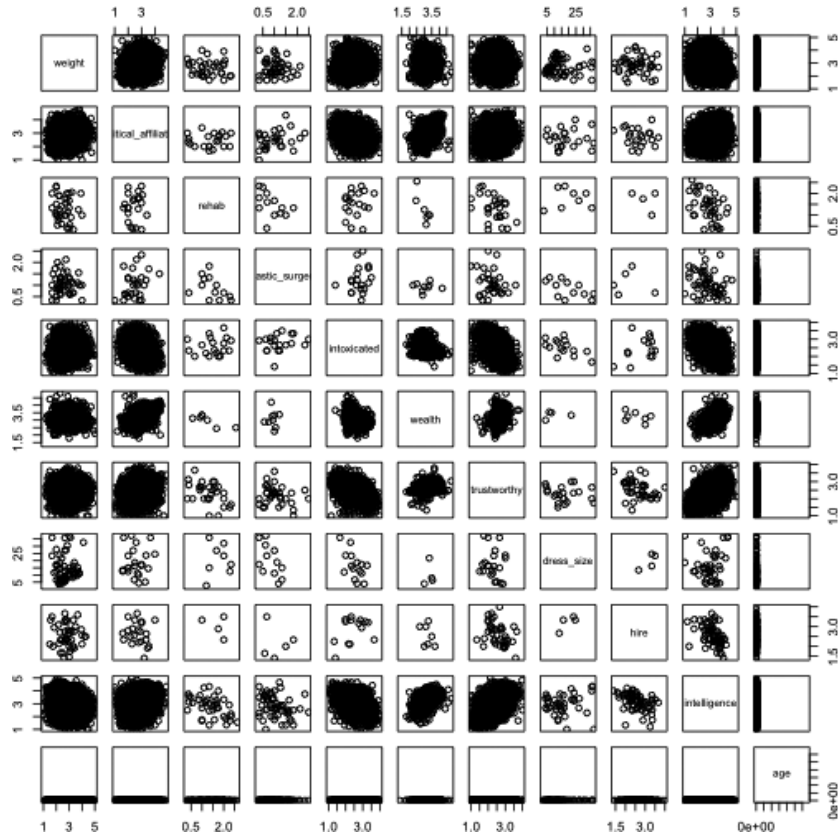 1 3 0.5 2.0 1.5 3.5 5 25 1 3 5
weight 1 3 5
1 3 itical_affiliat
rehab 0.5 2.0
0.5 2.0 astic_surge
intoxicated 1.0 3.0
1.5 3.5 wealth
trustworthy 1.0 3.0
5 25 dress_size
hire 1.5 3.0
1 3 5 intelligence
age 0e+00
1 3 5 0.5 2.0 1.0 3.0 1.0 3.0 1.5 3.0 0e+00